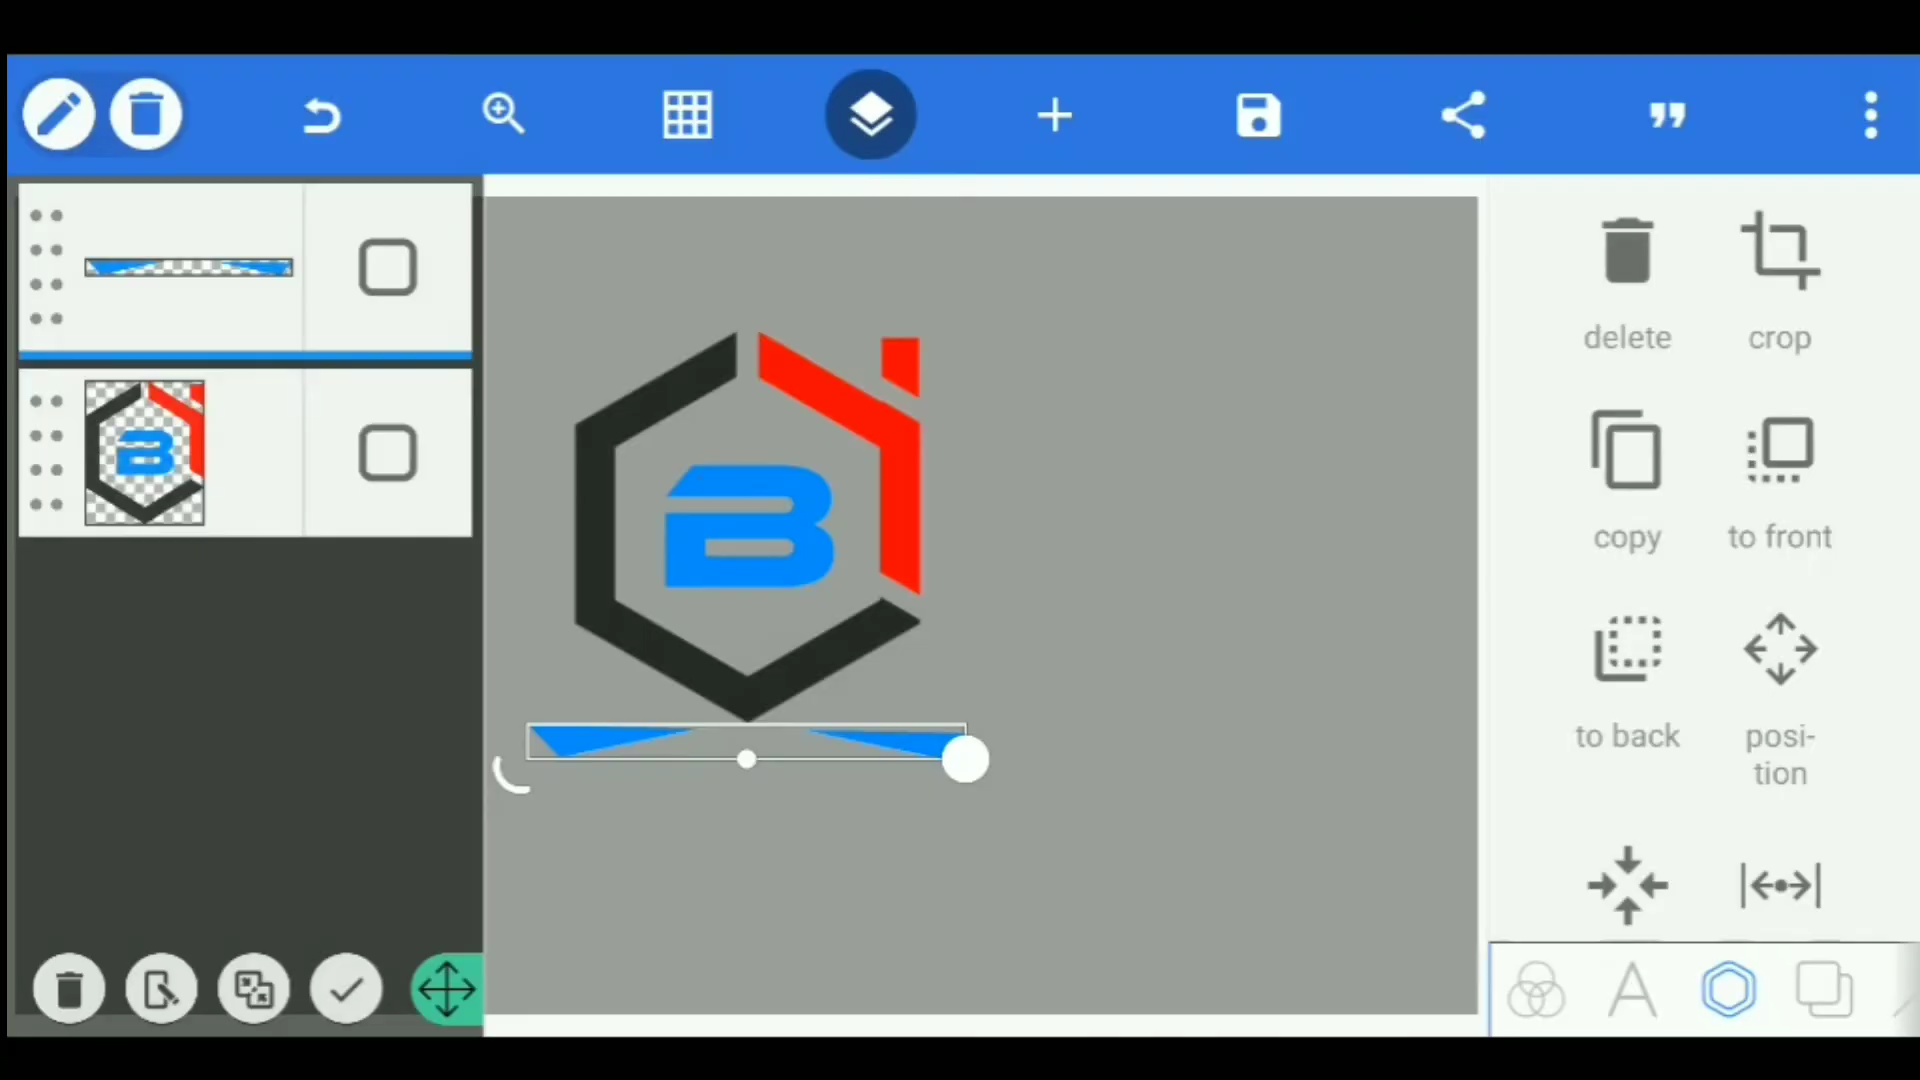 B
delete
crop
B
copy
to front
to back
posi-
tion
A